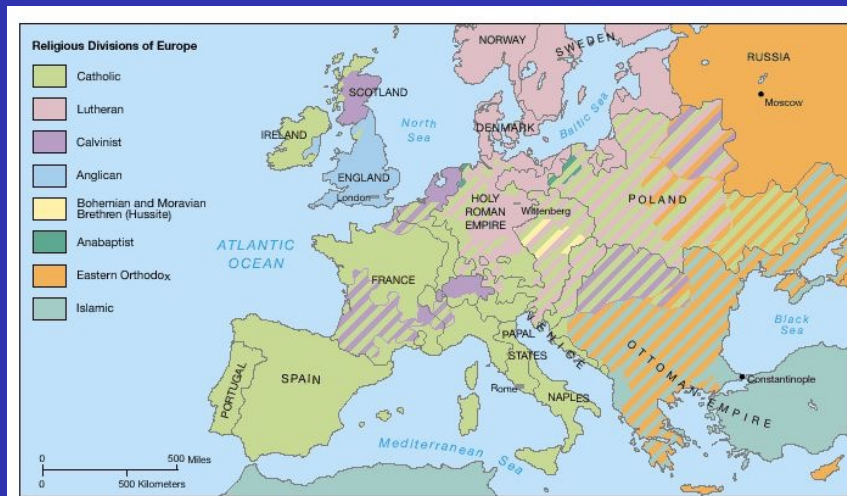 Religious Divisions of Europe
Catholic
Lutheran
Calvinist
Anglican
Bohemian and Moravian
Brethren (Hussite)
Anabaptist
Eastern Orthodox
Islamic
NORWAY
SWEDEN
RUSSIA
Moscow
SCOTLAND
North
Sea
Baltic Sea
DENMARK
IRELAND
ENGLAND
London
HOLY
ROMAN
EMPIRE
Wittenberg
POLAND
ATLANTIC
OCEAN
FRANCE
VENICE
PAPAL
STATES
Black
Sea
OTTOMAN EMPIRE
Constantinople
PORTUGAL
SPAIN
Rome
NAPLES
Mediterranean Sea
0 500 Miles
0 500 Kilometers